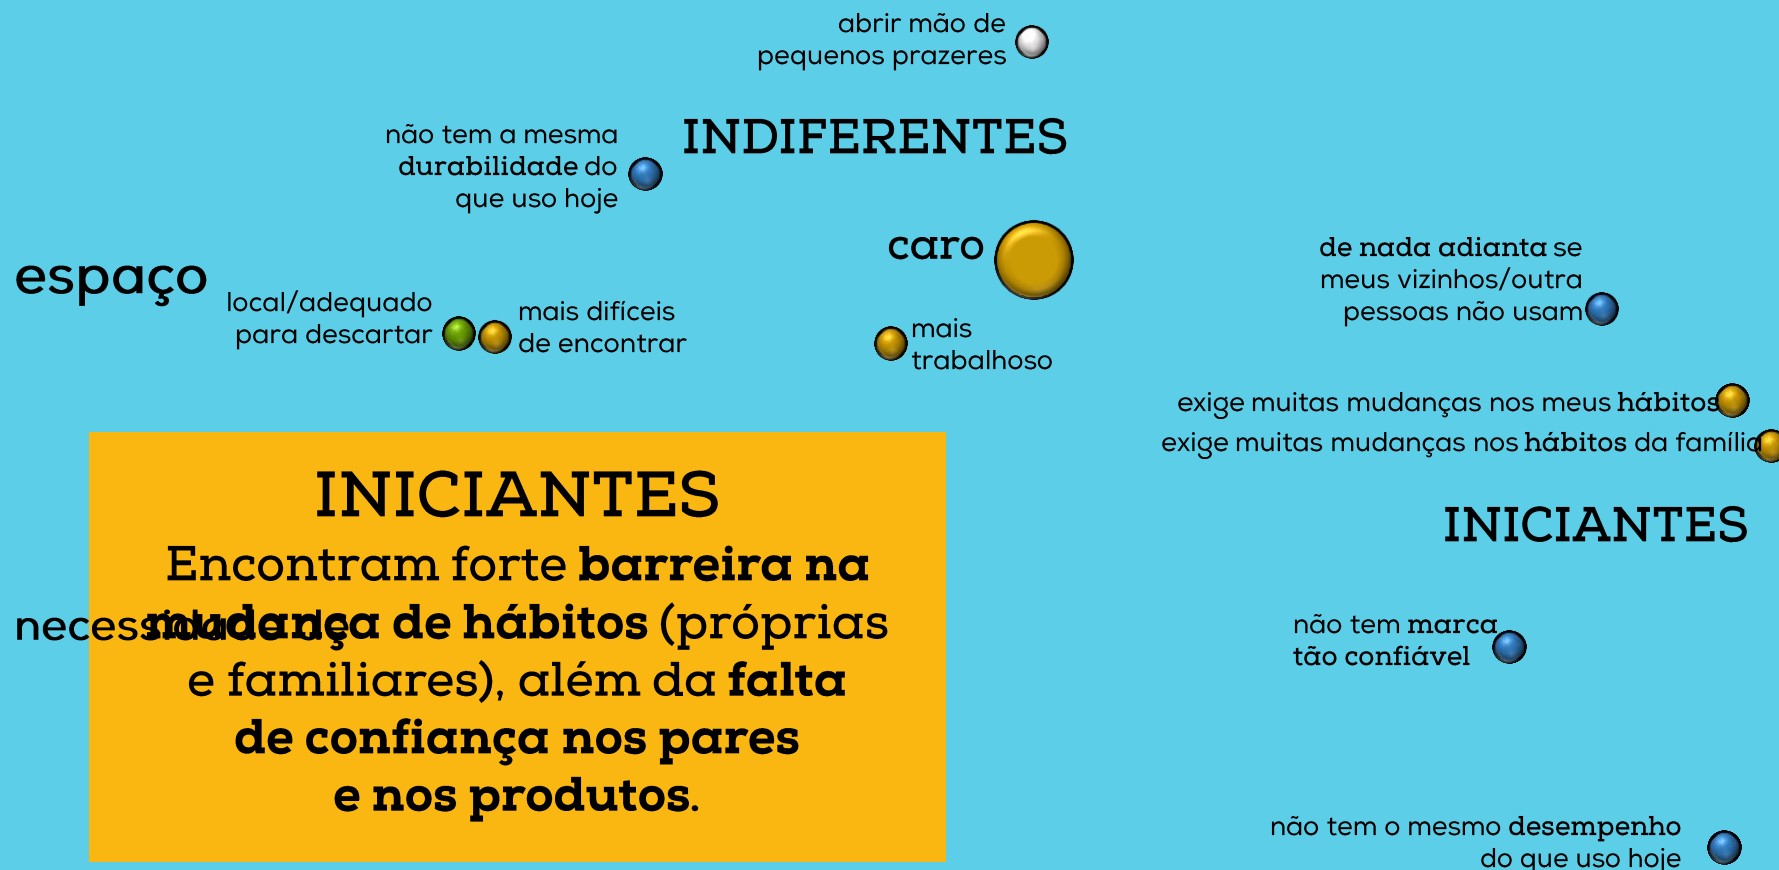 abrir mão de
pequenos prazeres
INDIFERENTES
não tem a mesma
durabilidade do
que uso hoje
espaço
caro
local/adequado
para descartar
mais difíceis
de encontrar
mais
trabalhoso
de nada adianta se
meus vizinhos/outra
pessoas não usam
exige muitas mudanças nos meus hábitos
exige muitas mudanças nos hábitos da família
INICIANTES
INICIANTES
Encontram forte barreira na
mudança de hábitos (próprias
e familiares), além da falta
de confiança nos pares
e nos produtos.
necessidade de
não tem marca
tão confiável
não tem o mesmo desempenho
do que uso hoje